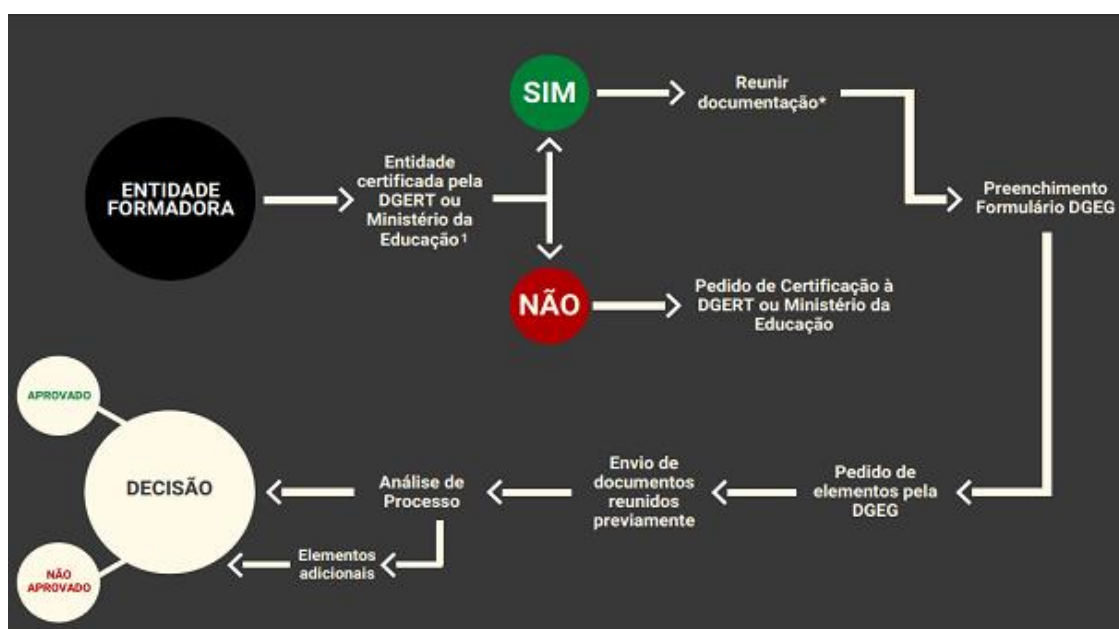 ENTIDADE
FORMADORA
Entidade
certificada pela
DGERT ou
Ministério da
Educação¹
SIM
Reunir
documentação*
Preenchimento
Formulário DGEG
NÃO
Pedido de Certificação à
DGERT ou Ministério da
Educação
Pedido de
elementos pela
DGEG
Envio de
documentos
reunidos
previamente
Análise de
Processo
Elementos
adicionais
DECISÃO
APROVADO
NÃO
APROVADO